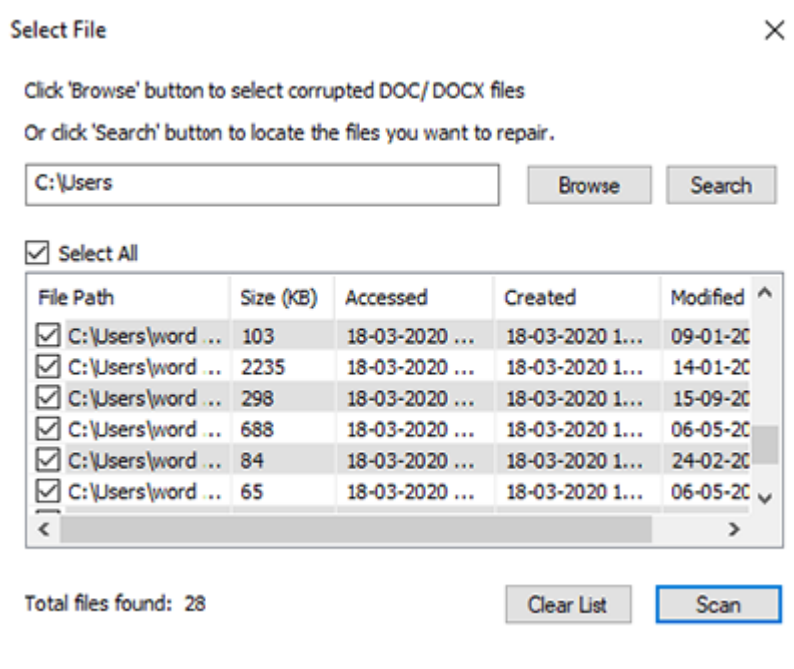 Select File
Click 'Browse' button to select corrupted DOC/ DOCX files
Or click 'Search' button to locate the files you want to repair.
C:\Users Browse Search
Select All
File Path Size (KB) Accessed Created Modified
C:\Users\word ... 103 18-03-2020 ... 18-03-2020 1... 09-01-20
C:\Users\word ... 2235 18-03-2020 ... 18-03-2020 1... 14-01-20
C:\Users\word ... 298 18-03-2020 ... 18-03-2020 1... 15-09-20
C:\Users\word ... 688 18-03-2020 ... 18-03-2020 1... 06-05-20
C:\Users\word ... 84 18-03-2020 ... 18-03-2020 1... 24-02-20
C:\Users\word ... 65 18-03-2020 ... 18-03-2020 1... 06-05-20
Total files found: 28 Clear List Scan